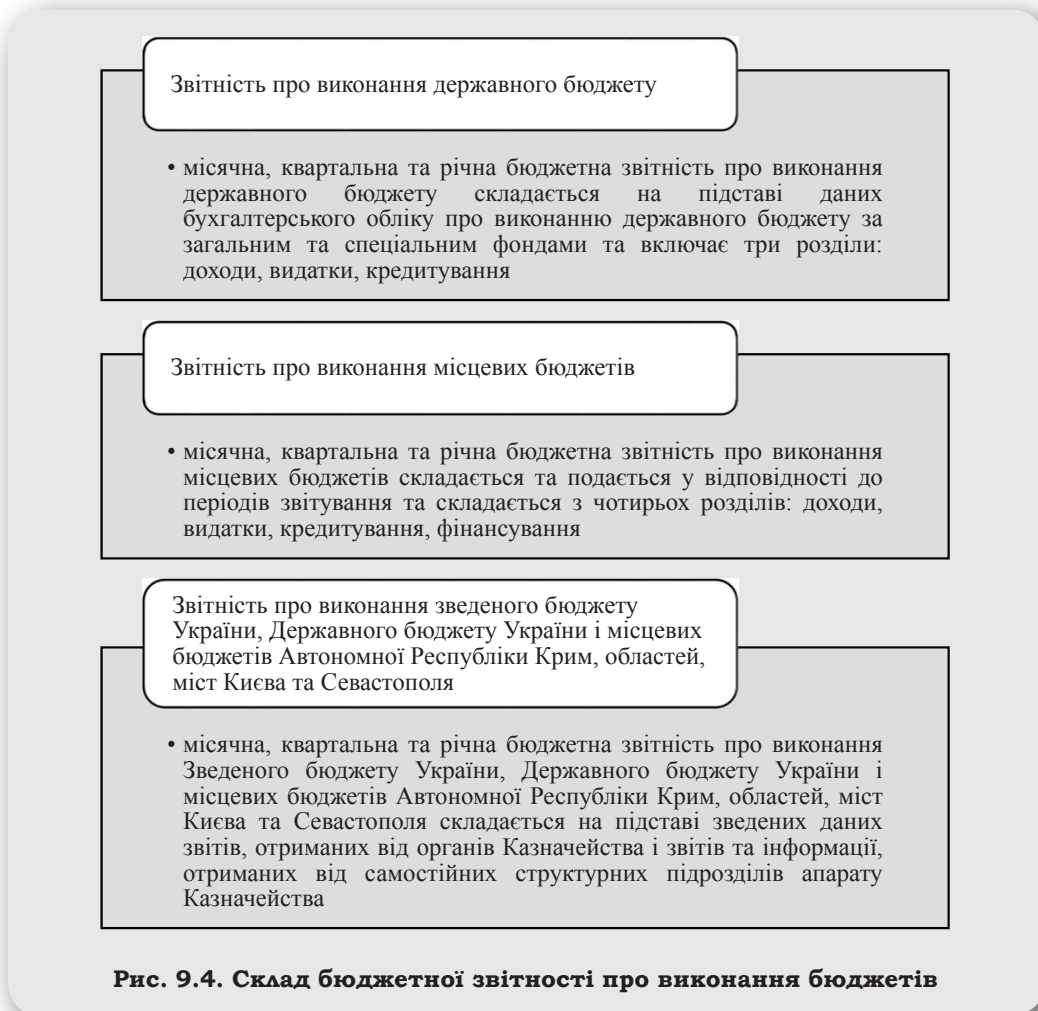 Звітність про виконання державного бюджету
• місячна, квартальна та річна бюджетна звітність про виконання
державного бюджету складається на підставі даних
бухгалтерського обліку про виконанню державного бюджету за
загальним та спеціальним фондами та включає три розділи:
доходи, видатки, кредитування
Звітність про виконання місцевих бюджетів
• місячна, квартальна та річна бюджетна звітність про виконання
місцевих бюджетів складається та подається у відповідності до
періодів звітування та складається з чотирьох розділів: доходи,
видатки, кредитування, фінансування
Звітність про виконання зведеного бюджету
України, Державного бюджету України і місцевих
бюджетів Автономної Республіки Крим, областей,
міст Києва та Севастополя
• місячна, квартальна та річна бюджетна звітність про виконання
Зведеного бюджету України, Державного бюджету України і
місцевих бюджетів Автономної Республіки Крим, областей, міст
Києва та Севастополя складається на підставі зведених даних
звітів, отриманих від органів Казначейства і звітів та інформації,
отриманих від самостійних структурних підрозділів апарату
Казначейства
Рис. 9.4. Склад бюджетної звітності про виконання бюджетів